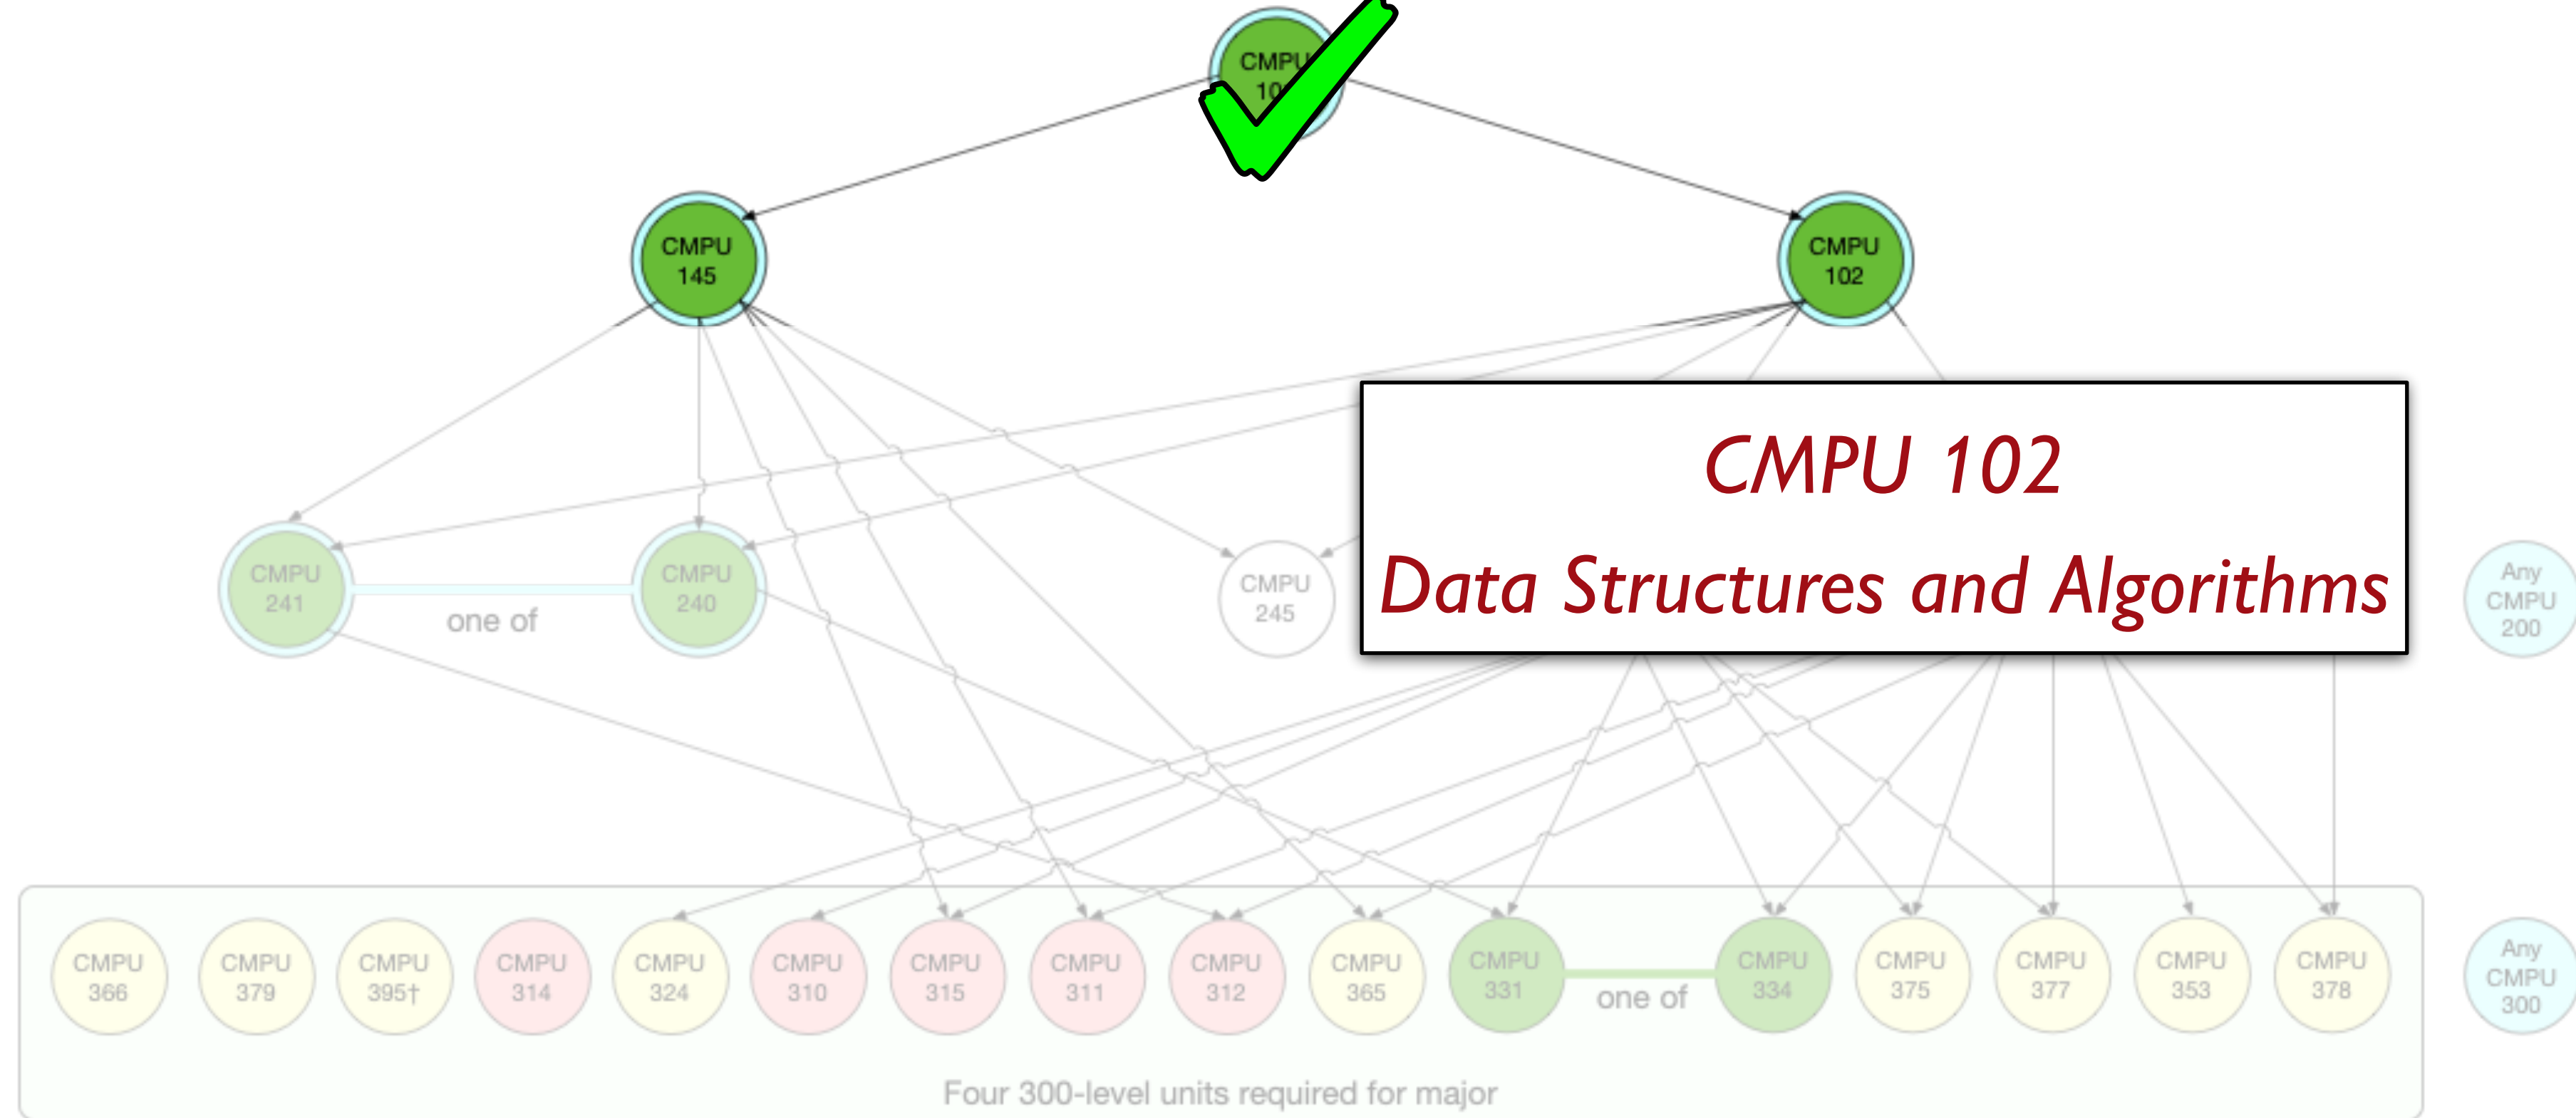 CMPU
CMPU
145
CMPU
102
CMPU 102
Data Structures and Algorithms
CMPU
241
one of
CMPU
240
CMPU
245
Any
CMPU
200
CMPU
366
CMPU
379
CMPU
395†
CMPU
314
CMPU
324
CMPU
310
CMPU
315
CMPU
311
CMPU
312
CMPU
365
CMPU
331
one of
CMPU
334
CMPU
375
CMPU
377
CMPU
353
CMPU
378
Any
CMPU
300
Four 300-level units required for major